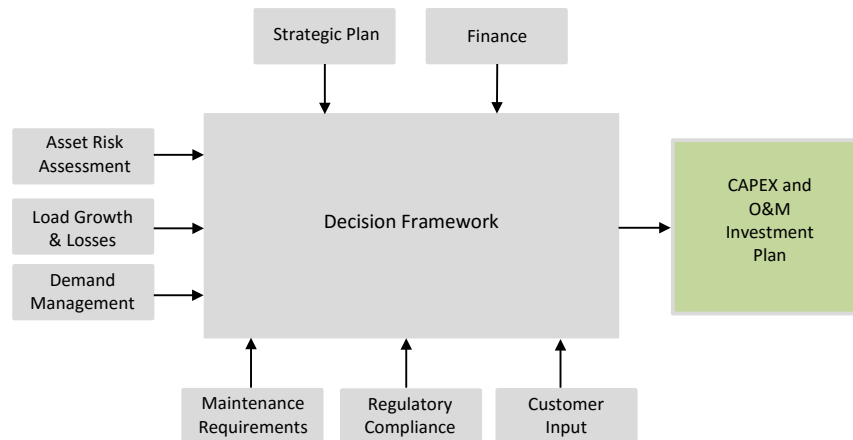 Strategic Plan
Finance
Asset Risk
Assessment
Load Growth
& Losses
Demand
Management
Decision Framework
CAPEX and
O&M
Investment
Plan
Maintenance
Requirements
Regulatory
Compliance
Customer
Input